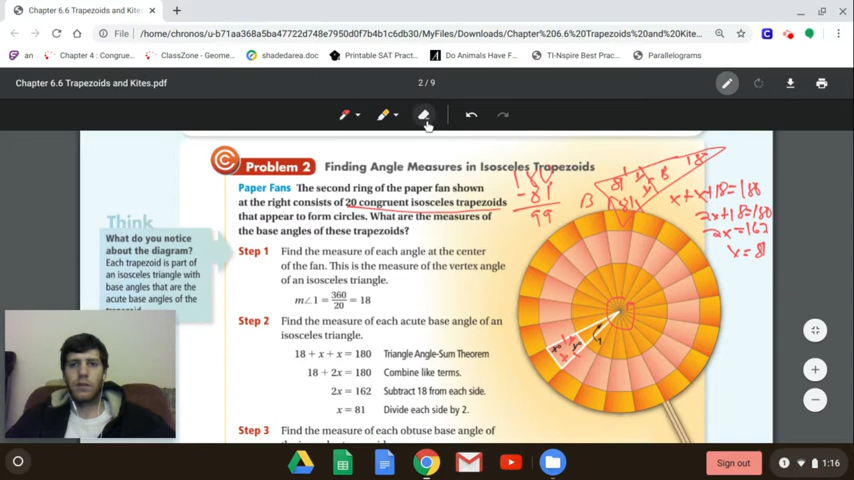 Chapter 6.6 Trapezoids and Kites.
File /home/chronos/u-b71aa368a5ba47722d748e7950d0f7b4b1c6db30/MyFiles/Downloads/Chapter%206.6%20Trapezoids%20and%20Kite...
an Chapter 4 : Congrue... ClassZone - Geome... shadedarea.doc Printable SAT Pract... Do Animals Have F... TI-Nspire Best Prac... Parallelograms
Chapter 6.6 Trapezoids and Kites.pdf 2 / 9
C Problem 2 Finding Angle Measures in Isosceles Trapezoids
Paper Fans The second ring of the paper fan shown
at the right consists of 20 congruent isosceles trapezoids
that appear to form circles. What are the measures of
the base angles of these trapezoids?
180
-81
99
B
81
18
x+x+18=180
2x+18=180
2x=162
x=81
Think
What do you notice
about the diagram?
Each trapezoid is part of
an isosceles triangle with
base angles that are the
acute base angles of the
Step 1 Find the measure of each angle at the center
of the fan. This is the measure of the vertex angle
of an isosceles triangle.
m∠1 = 360/20 = 18
Step 2 Find the measure of each acute base angle of an
isosceles triangle.
18 + x + x = 180 Triangle Angle-Sum Theorem
18 + 2x = 180 Combine like terms.
2x = 162 Subtract 18 from each side.
x = 81 Divide each side by 2.
Step 3 Find the measure of each obtuse base angle of
1
Sign out
1 1:16